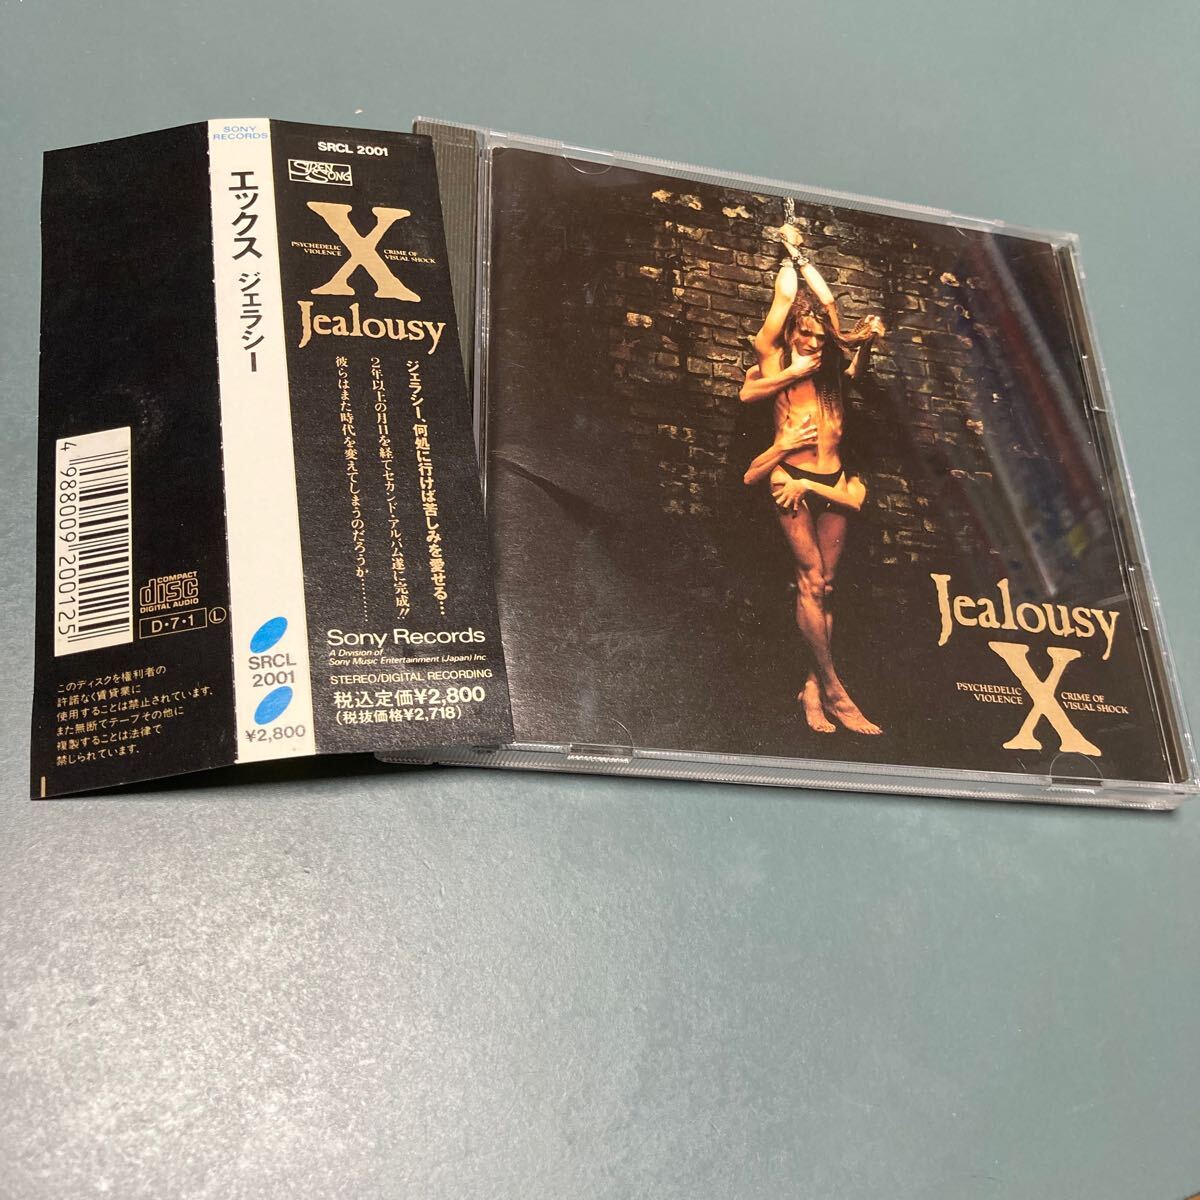 SONY
RECORDS
エックス ジェラシー
SRCL
2001
¥2,800
4 988009 200125
COMPACT
disc
DIGITAL AUDIO
D・7・1 L
このディスクを権利者の
許諾なく賃貸業に
使用することは禁止されています。
また無断でテープその他に
複製することは法律で
禁じられています。
SRCL 2001
SIREN
SONG
X
PSYCHEDELIC
VIOLENCE
CRIME OF
VISUAL SHOCK
Jealousy
ジェラシー、何処に行けば苦しみを愛せる…
2年以上の月日を経てセカンド・アルバム遂に完成!!
彼らはまた時代を変えてしまうのだろうか………
Sony Records
A Division of
Sony Music Entertainment (Japan) Inc
STEREO/DIGITAL RECORDING
税込定価¥2,800
(税抜価格¥2,718)
Jealousy
X
PSYCHEDELIC
VIOLENCE
CRIME OF
VISUAL SHOCK